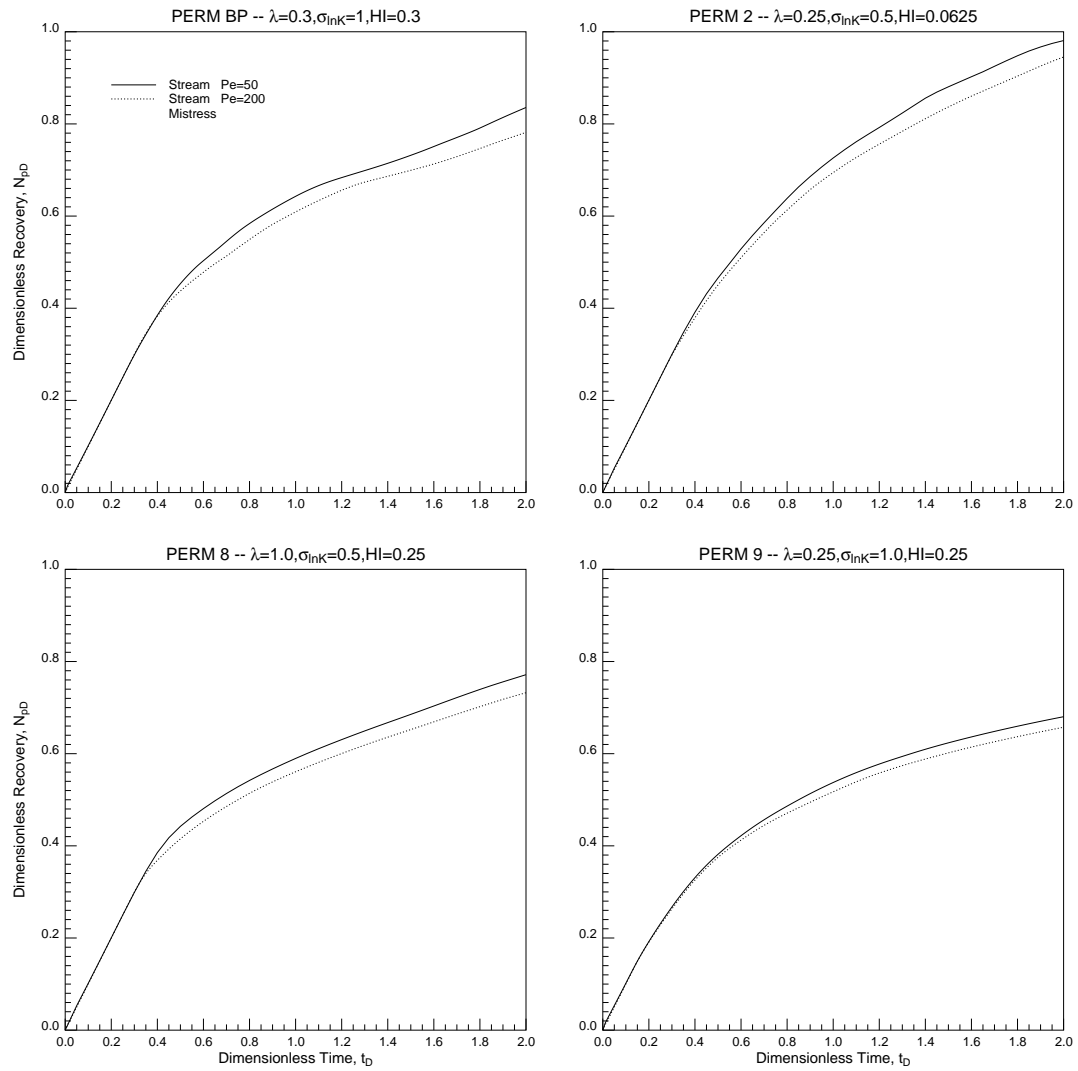 PERM BP -- λ=0.3,σlnK=1,HI=0.3
Stream Pe=50
Stream Pe=200
Mistress
Dimensionless Recovery, NpD
1.0
0.8
0.6
0.4
0.2
0.0
0.0 0.2 0.4 0.6 0.8 1.0 1.2 1.4 1.6 1.8 2.0
PERM 2 -- λ=0.25,σlnK=0.5,HI=0.0625
1.0
0.8
0.6
0.4
0.2
0.0
0.0 0.2 0.4 0.6 0.8 1.0 1.2 1.4 1.6 1.8 2.0
PERM 8 -- λ=1.0,σlnK=0.5,HI=0.25
Dimensionless Recovery, NpD
1.0
0.8
0.6
0.4
0.2
0.0
0.0 0.2 0.4 0.6 0.8 1.0 1.2 1.4 1.6 1.8 2.0
Dimensionless Time, tD
PERM 9 -- λ=0.25,σlnK=1.0,HI=0.25
1.0
0.8
0.6
0.4
0.2
0.0
0.0 0.2 0.4 0.6 0.8 1.0 1.2 1.4 1.6 1.8 2.0
Dimensionless Time, tD